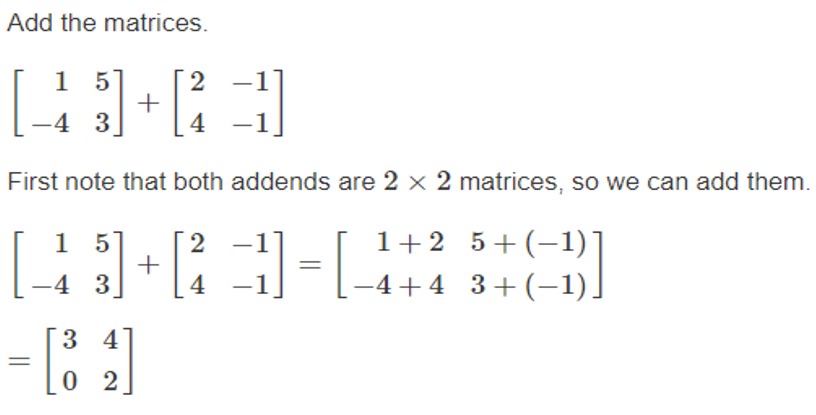 Add the matrices.
[ 1 5 ] + [ 2 −1 ]
[ −4 3 ] [ 4 −1 ]
First note that both addends are 2 × 2 matrices, so we can add them.
[ 1 5 ] + [ 2 −1 ] = [ 1 + 2 5 + (−1) ]
[ −4 3 ] [ 4 −1 ] [ −4 + 4 3 + (−1) ]
= [ 3 4 ]
[ 0 2 ]